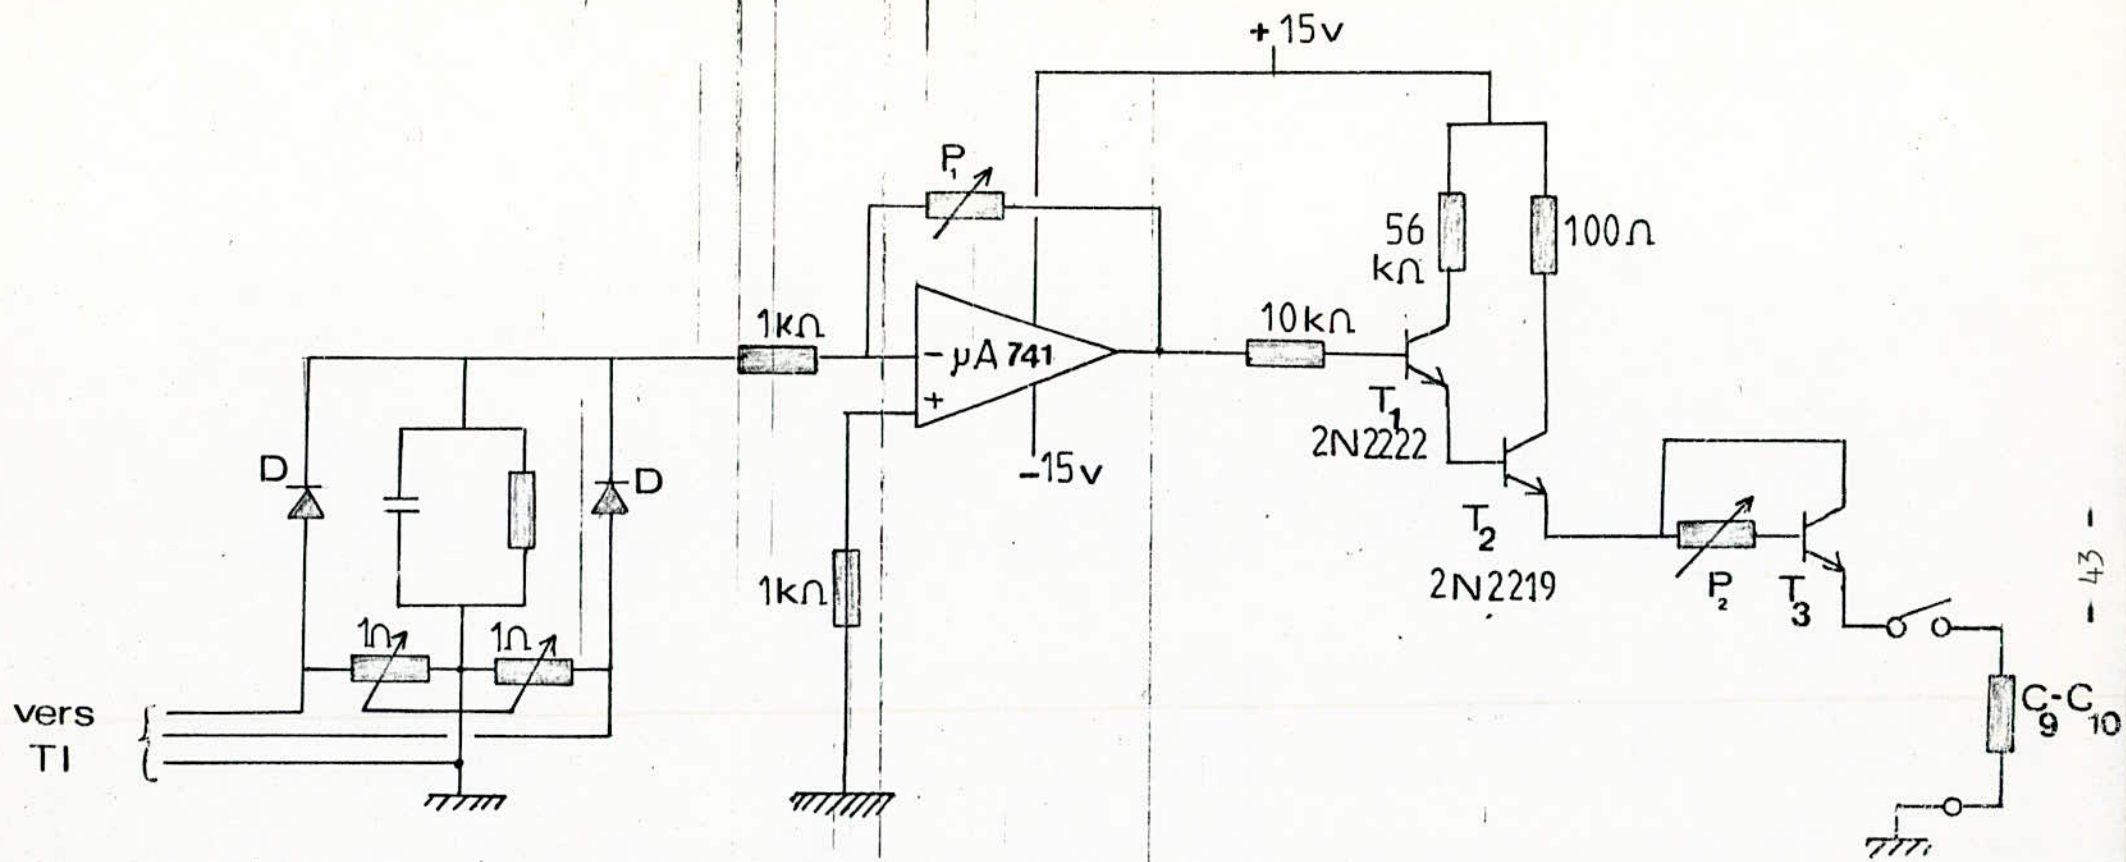 +15v
P1
56
kΩ
100Ω
1kΩ
- µA 741
+
10kΩ
T1
2N2222
-15v
D
D
T2
2N2219
P2
T3
1kΩ
1Ω
1Ω
vers
TI
C9-C10
- 43 -